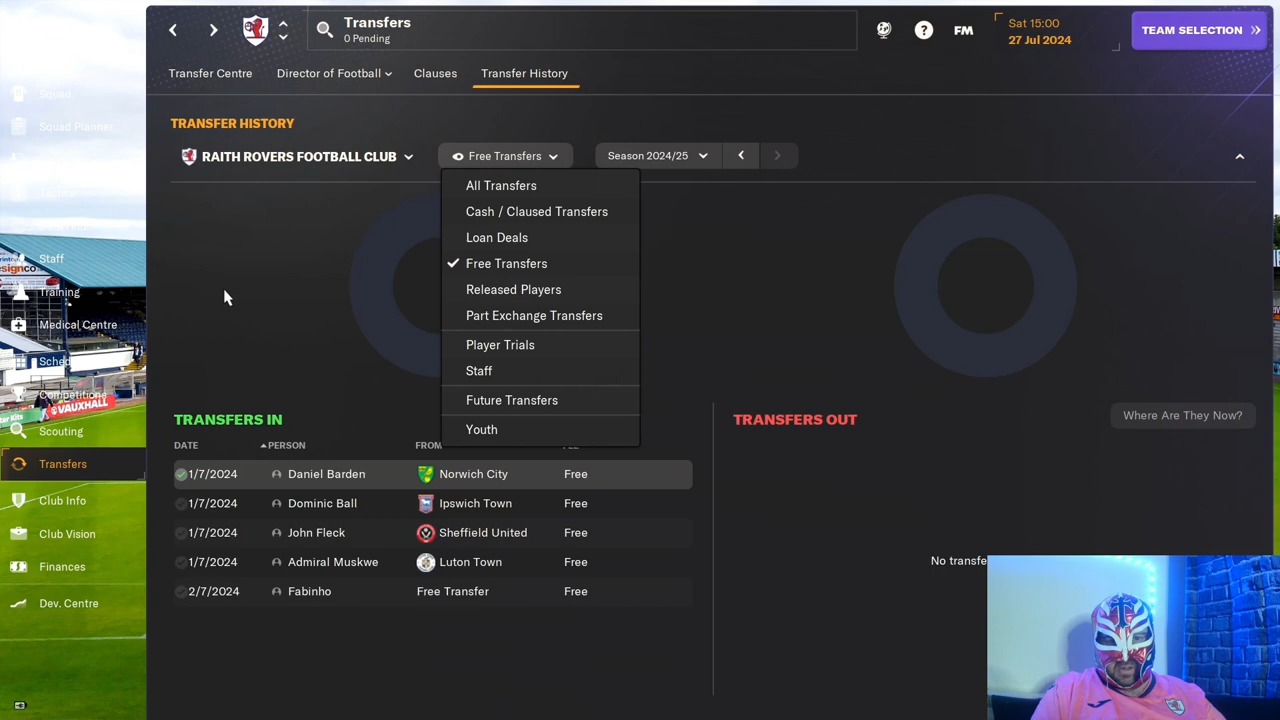 Transfers
0 Pending
FM
Sat 15:00
27 Jul 2024
TEAM SELECTION
Transfer Centre
Director of Football
Clauses
Transfer History
TRANSFER HISTORY
RAITH ROVERS FOOTBALL CLUB
Free Transfers
Season 2024/25
All Transfers
Cash / Claused Transfers
Loan Deals
Free Transfers
Released Players
Part Exchange Transfers
Player Trials
Staff
Future Transfers
Youth
Squad
Squad Planner
Staff
Training
Medical Centre
Sched
Competitions
VAUXHALL
Scouting
Transfers
Club Info
Club Vision
Finances
Dev. Centre
TRANSFERS IN
DATE PERSON FROM
1/7/2024 Daniel Barden Norwich City Free
1/7/2024 Dominic Ball Ipswich Town Free
1/7/2024 John Fleck Sheffield United Free
1/7/2024 Admiral Muskwe Luton Town Free
2/7/2024 Fabinho Free Transfer Free
TRANSFERS OUT
Where Are They Now?
No transfe